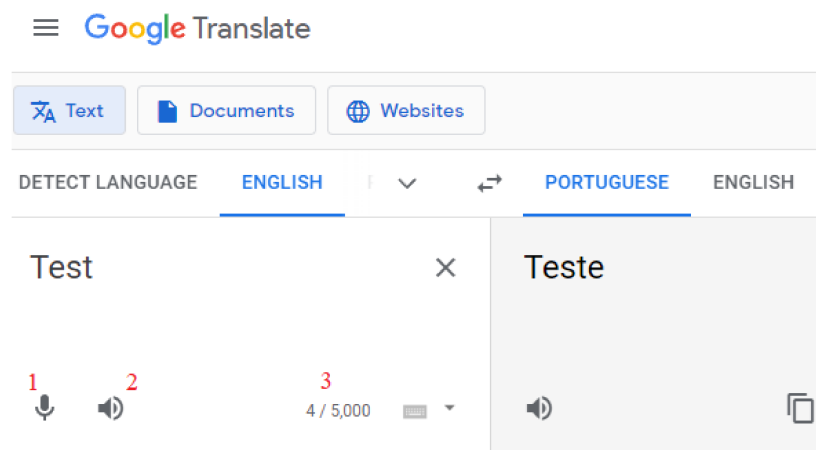 Google Translate
Text Documents Websites
DETECT LANGUAGE ENGLISH PORTUGUESE ENGLISH
Test Teste
1 2 3
4 / 5,000